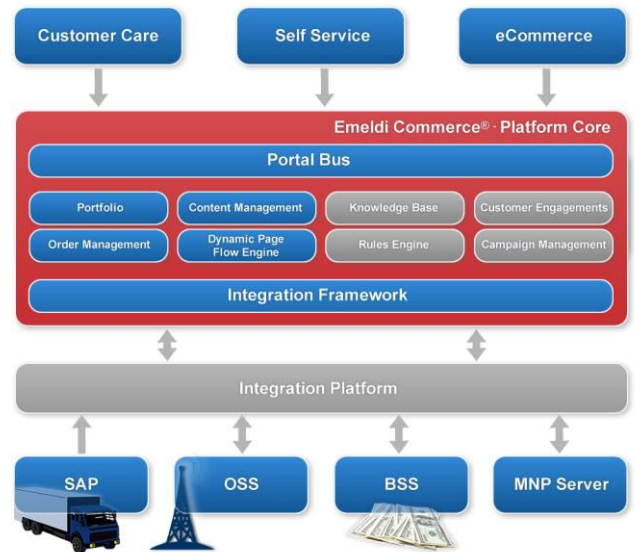 Customer Care
Self Service
eCommerce
Emeldi Commerce® - Platform Core
Portal Bus
Portfolio
Content Management
Knowledge Base
Customer Engagements
Order Management
Dynamic Page
Flow Engine
Rules Engine
Campaign Management
Integration Framework
Integration Platform
SAP
OSS
BSS
MNP Server